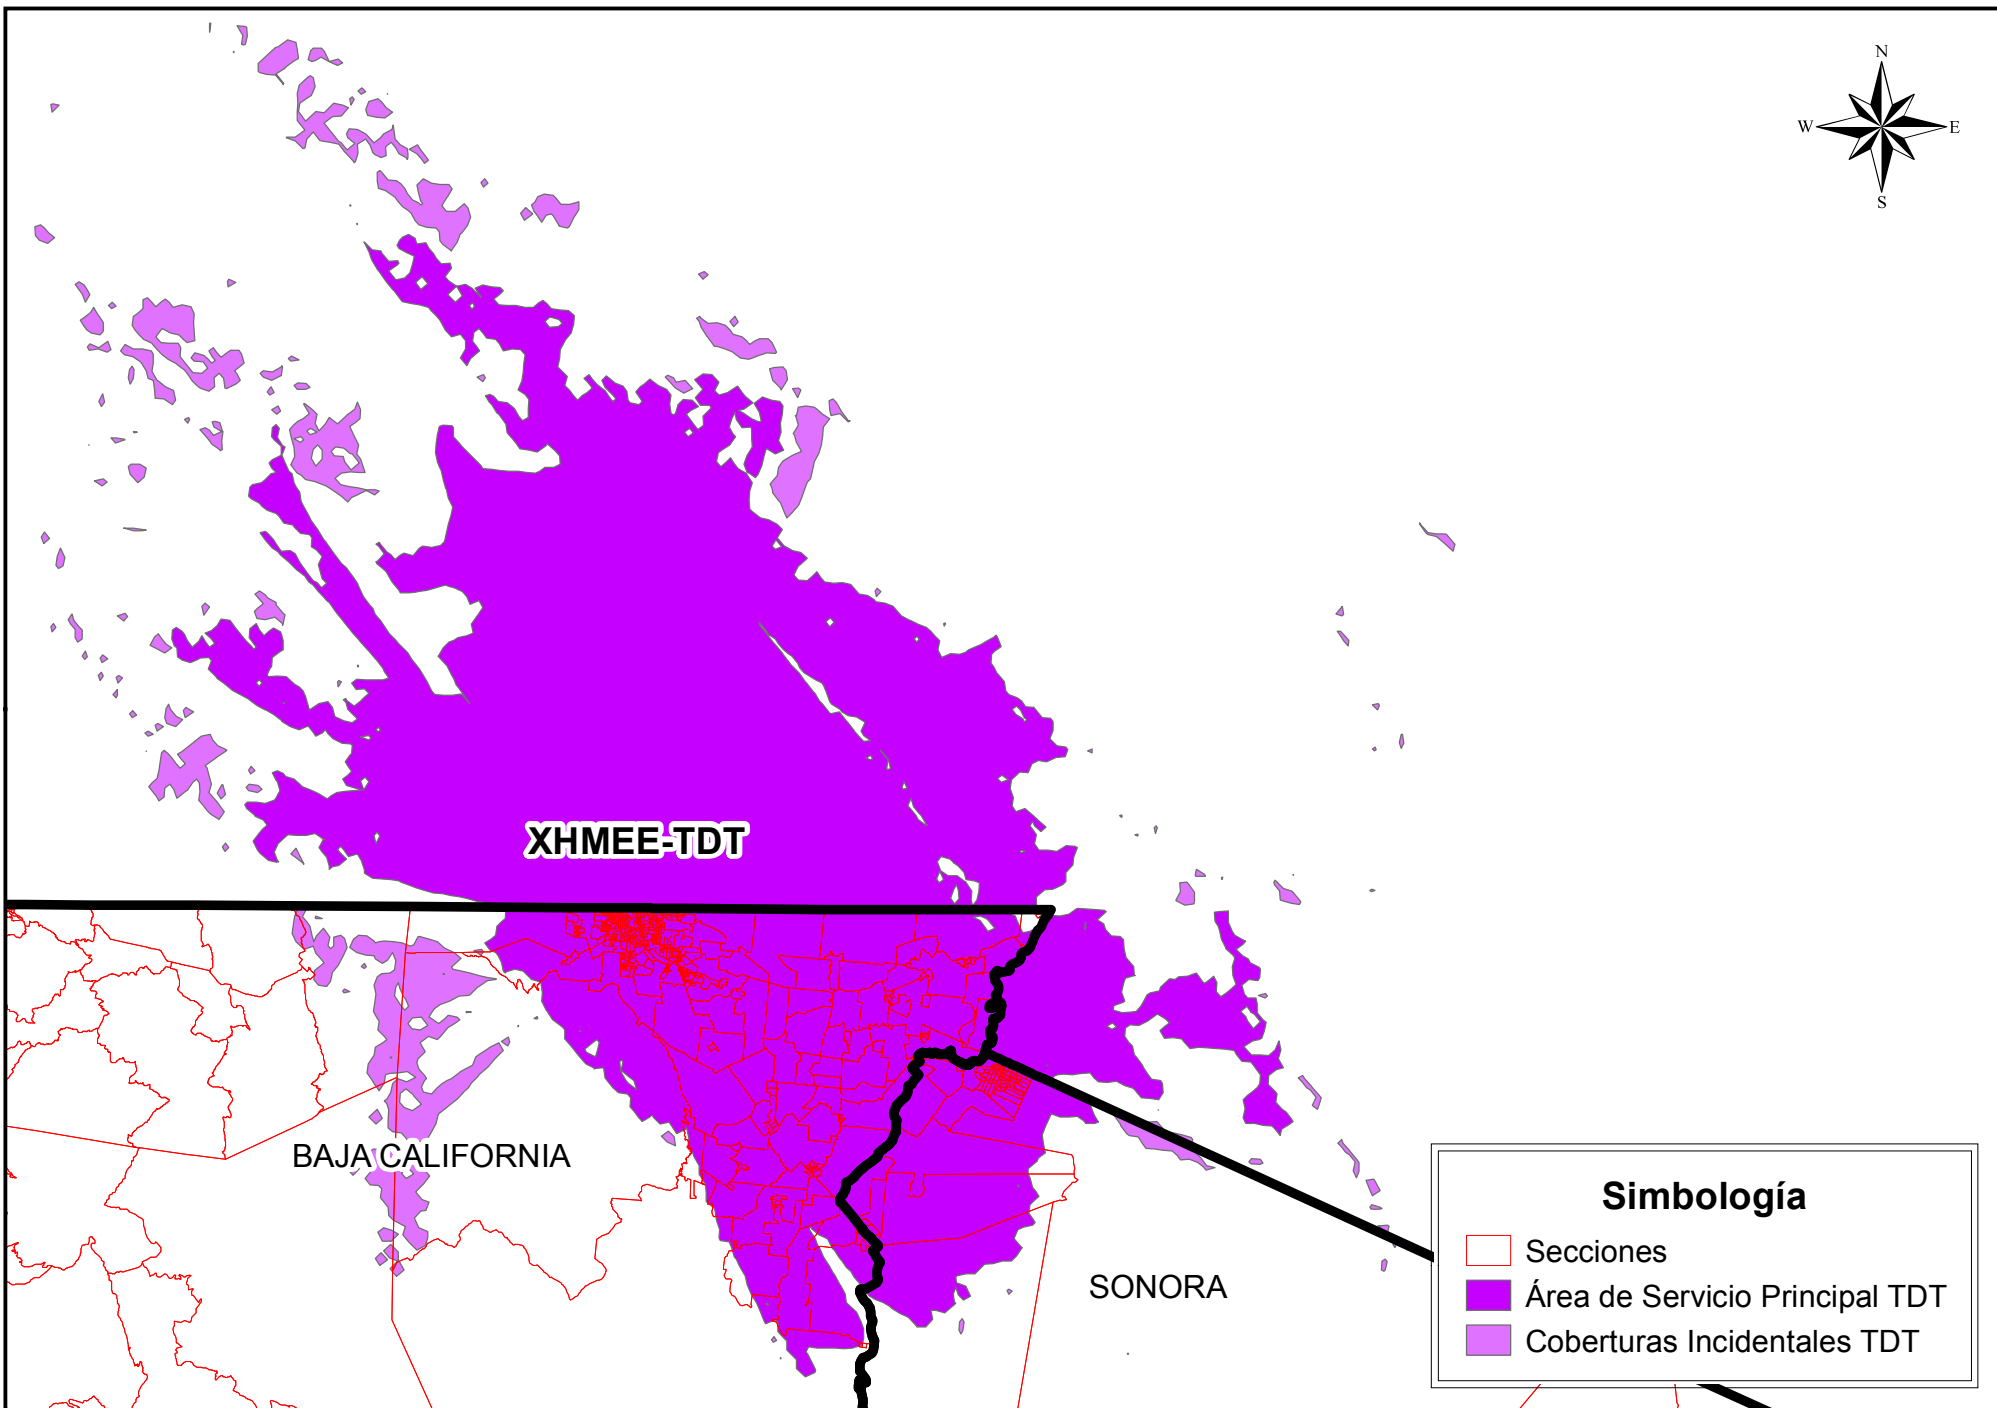 N
W E
S
XHMEE-TDT
BAJA CALIFORNIA
SONORA
Simbología
Secciones
Área de Servicio Principal TDT
Coberturas Incidentales TDT